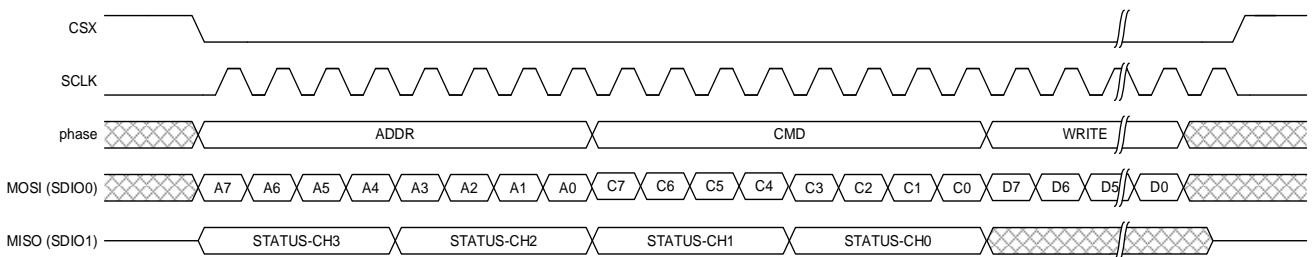 CSX
SCLK
phase ADDR CMD WRITE
MOSI (SDIO0) A7 A6 A5 A4 A3 A2 A1 A0 C7 C6 C5 C4 C3 C2 C1 C0 D7 D6 D5 D0
MISO (SDIO1) STATUS-CH3 STATUS-CH2 STATUS-CH1 STATUS-CH0